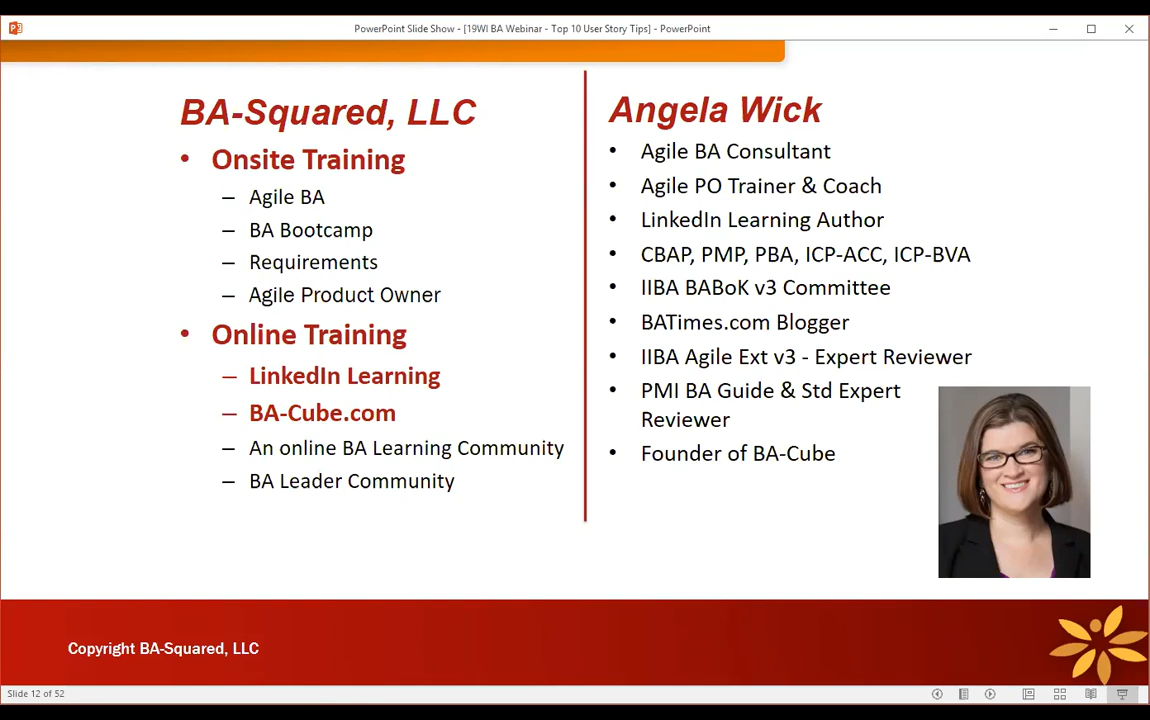 PowerPoint Slide Show - [19WI BA Webinar - Top 10 User Story Tips] - PowerPoint
BA-Squared, LLC
• Onsite Training
– Agile BA
– BA Bootcamp
– Requirements
– Agile Product Owner
• Online Training
– LinkedIn Learning
– BA-Cube.com
– An online BA Learning Community
– BA Leader Community
Angela Wick
• Agile BA Consultant
• Agile PO Trainer & Coach
• LinkedIn Learning Author
• CBAP, PMP, PBA, ICP-ACC, ICP-BVA
• IIBA BABoK v3 Committee
• BATimes.com Blogger
• IIBA Agile Ext v3 - Expert Reviewer
• PMI BA Guide & Std Expert
Reviewer
• Founder of BA-Cube
Copyright BA-Squared, LLC
Slide 12 of 52